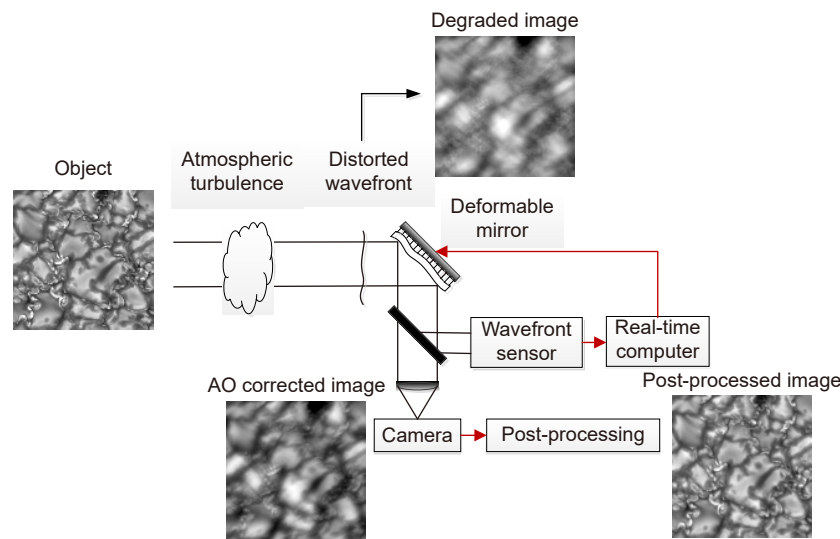 Degraded image
Object
Atmospheric
turbulence
Distorted
wavefront
Deformable
mirror
Wavefront
sensor
Real-time
computer
AO corrected image
Post-processed image
Camera
Post-processing